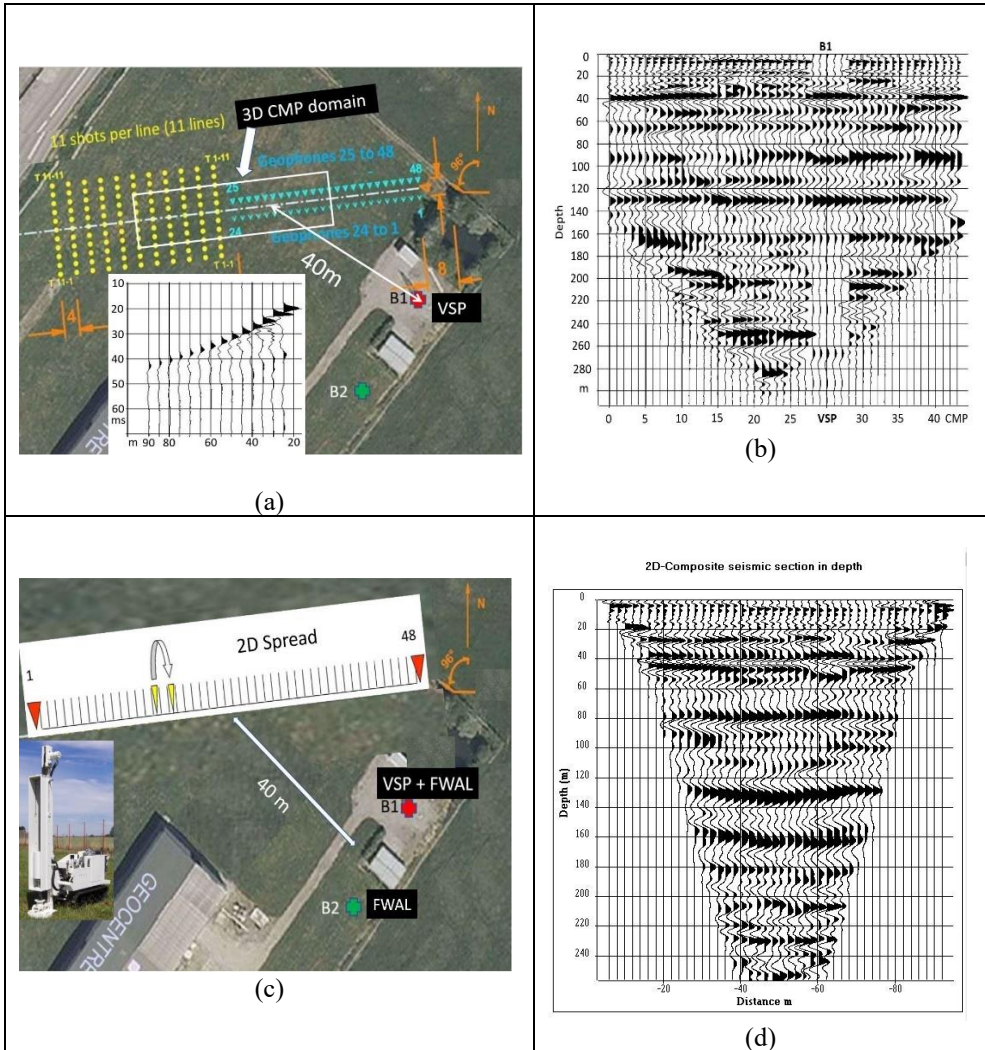 3D CMP domain
11 shots per line (11 lines)
T 11-11
T 1-11
Geophones 25 to 48
48
25
24
1
Geophones 24 to 1
96°
N
T 11-1
T 1-1
40m
8
4
B1
VSP
B2
10
20
30
40
50
60
ms
m 90 80 60 40 20
CENTRE
(a)
B1
Depth
0
20
40
60
80
100
120
140
160
180
200
220
240
260
280
m
0 5 10 15 20 25 VSP 30 35 40 CMP
(b)
N
96°
1
2D Spread
48
40 m
VSP + FWAL
B1
B2
FWAL
GEOCENTRE
(c)
2D-Composite seismic section in depth
Depth (m)
0
20
40
60
80
100
120
140
160
180
200
220
240
-20 -40 -60 -80
Distance m
(d)